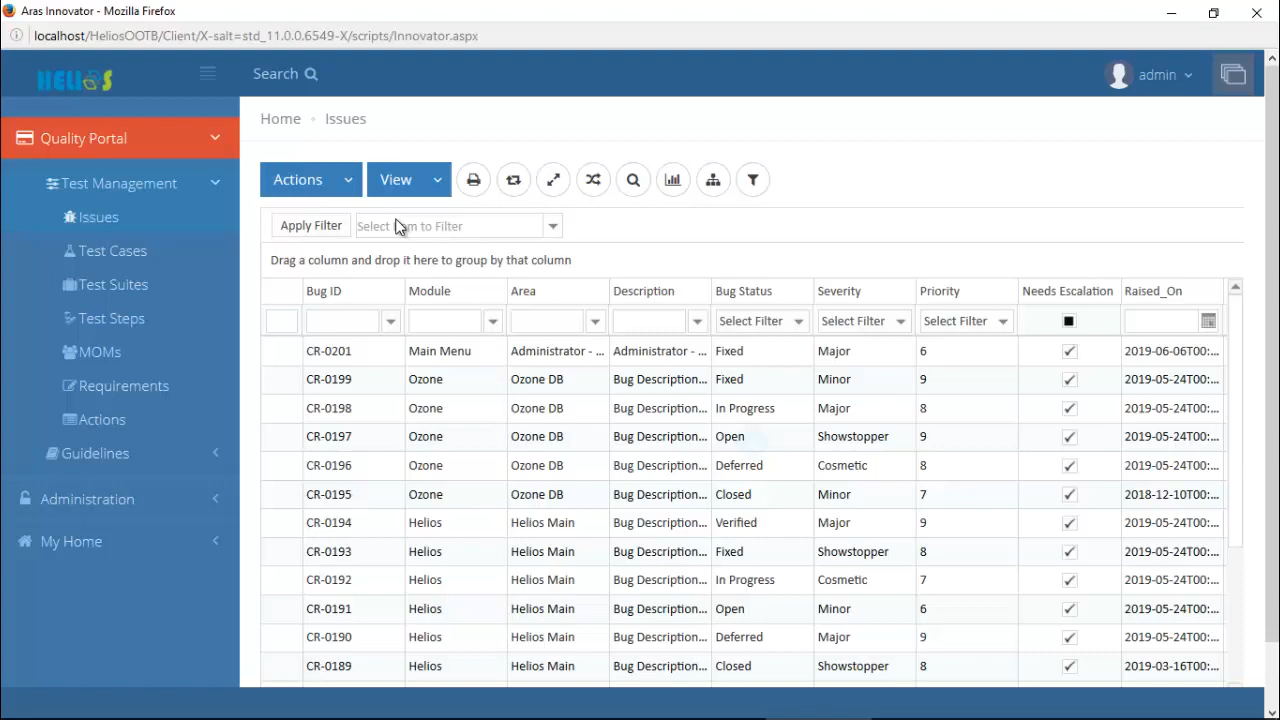 Aras Innovator - Mozilla Firefox
localhost/HeliosOOTB/Client/X-salt=std_11.0.0.6549-X/scripts/Innovator.aspx
HELIOS
Search
admin
Quality Portal
Test Management
Issues
Test Cases
Test Suites
Test Steps
MOMs
Requirements
Actions
Guidelines
Administration
My Home
Home • Issues
Actions View
Apply Filter Select to Filter
Drag a column and drop it here to group by that column
Bug ID Module Area Description Bug Status Severity Priority Needs Escalation Raised_On
Select Filter Select Filter Select Filter
CR-0201 Main Menu Administrator - ... Administrator - ... Fixed Major 6 2019-06-06T00:...
CR-0199 Ozone Ozone DB Bug Description... Fixed Minor 9 2019-05-24T00:...
CR-0198 Ozone Ozone DB Bug Description... In Progress Major 8 2019-05-24T00:...
CR-0197 Ozone Ozone DB Bug Description... Open Showstopper 9 2019-05-24T00:...
CR-0196 Ozone Ozone DB Bug Description... Deferred Cosmetic 8 2019-05-24T00:...
CR-0195 Ozone Ozone DB Bug Description... Closed Minor 7 2018-12-10T00:...
CR-0194 Helios Helios Main Bug Description... Verified Major 9 2019-05-24T00:...
CR-0193 Helios Helios Main Bug Description... Fixed Showstopper 8 2019-05-24T00:...
CR-0192 Helios Helios Main Bug Description... In Progress Cosmetic 7 2019-05-24T00:...
CR-0191 Helios Helios Main Bug Description... Open Minor 6 2019-05-24T00:...
CR-0190 Helios Helios Main Bug Description... Deferred Major 9 2019-05-24T00:...
CR-0189 Helios Helios Main Bug Description... Closed Showstopper 8 2019-03-16T00:...